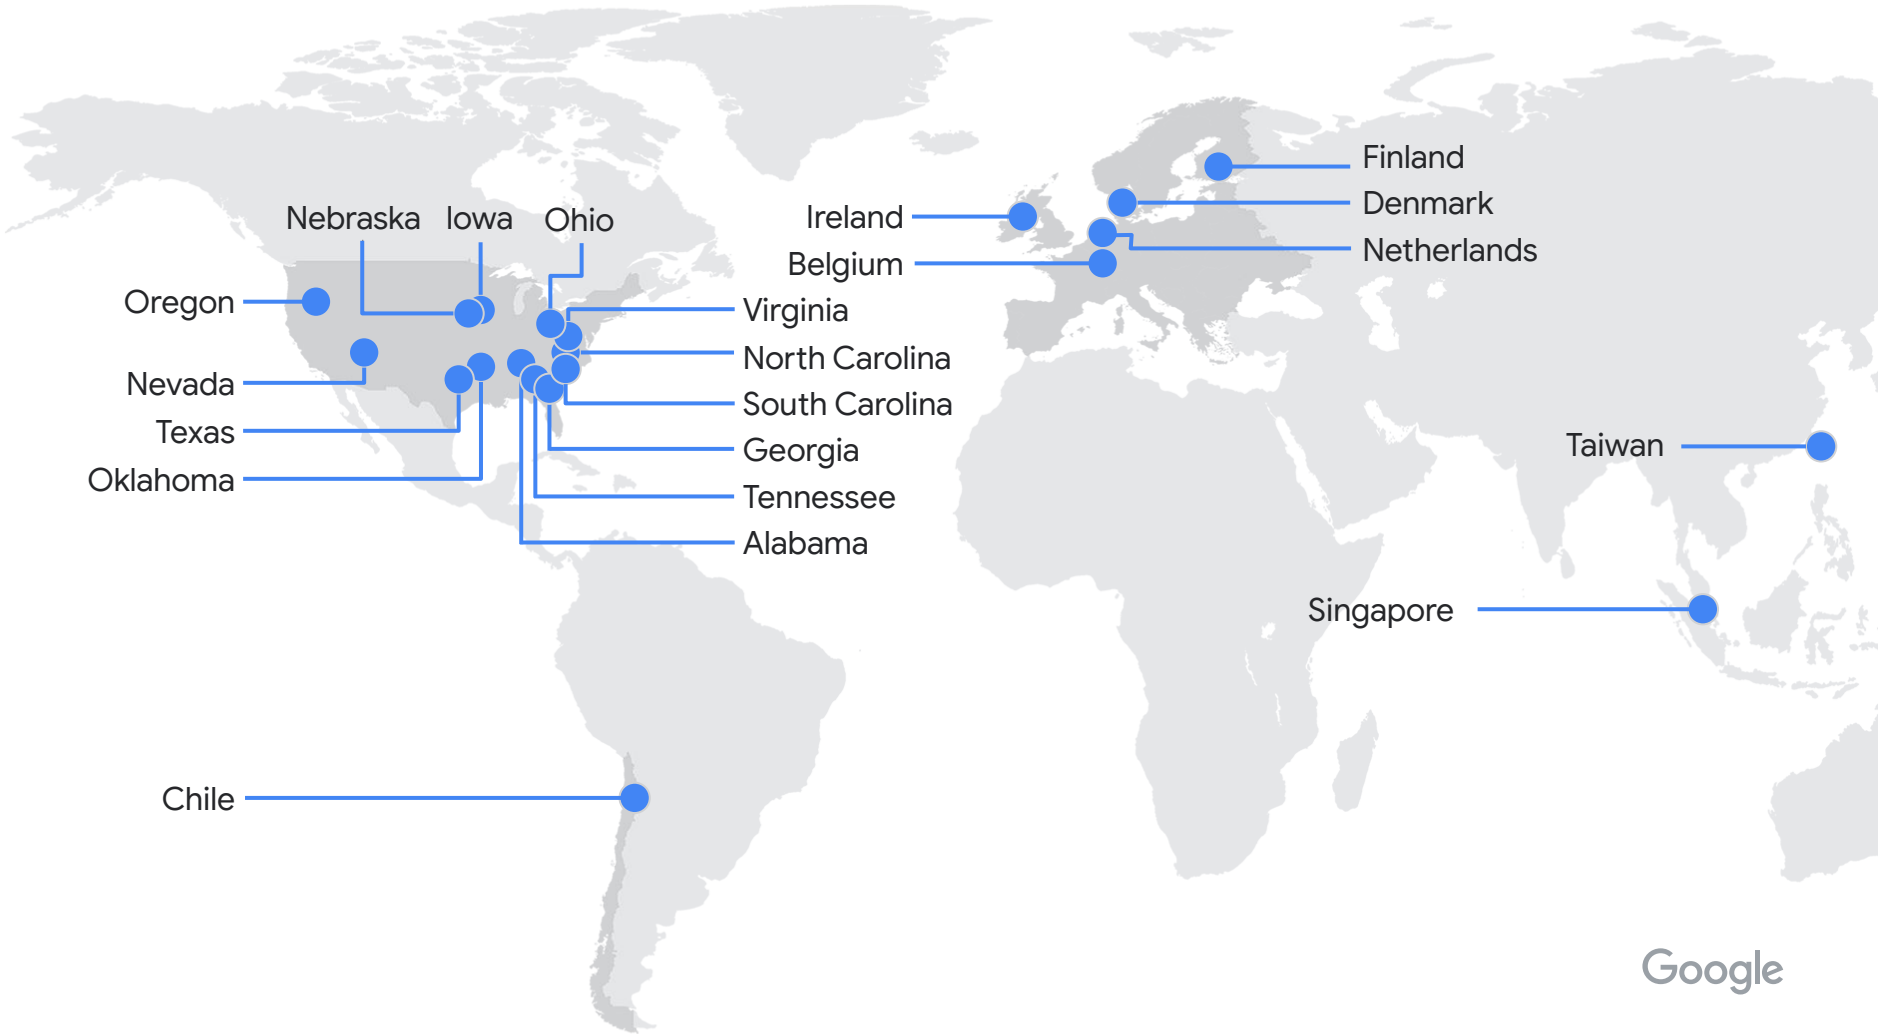 Nebraska
Iowa
Ohio
Oregon
Nevada
Texas
Oklahoma
Virginia
North Carolina
South Carolina
Georgia
Tennessee
Alabama
Chile
Ireland
Belgium
Finland
Denmark
Netherlands
Taiwan
Singapore
Google